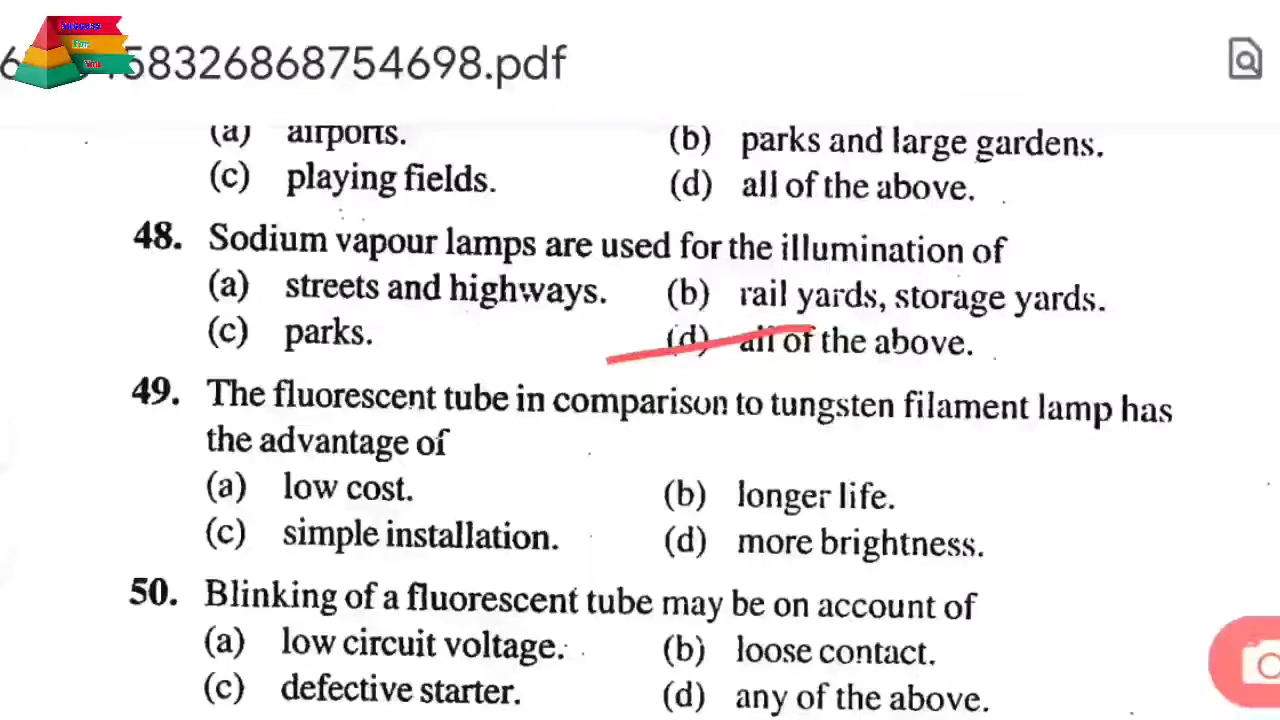 Success
For
You
58326868754698.pdf
(a) airports. (b) parks and large gardens.
(c) playing fields. (d) all of the above.
48. Sodium vapour lamps are used for the illumination of
(a) streets and highways. (b) rail yards, storage yards.
(c) parks. (d) all of the above.
49. The fluorescent tube in comparison to tungsten filament lamp has
the advantage of
(a) low cost. (b) longer life.
(c) simple installation. (d) more brightness.
50. Blinking of a fluorescent tube may be on account of
(a) low circuit voltage. (b) loose contact.
(c) defective starter. (d) any of the above.